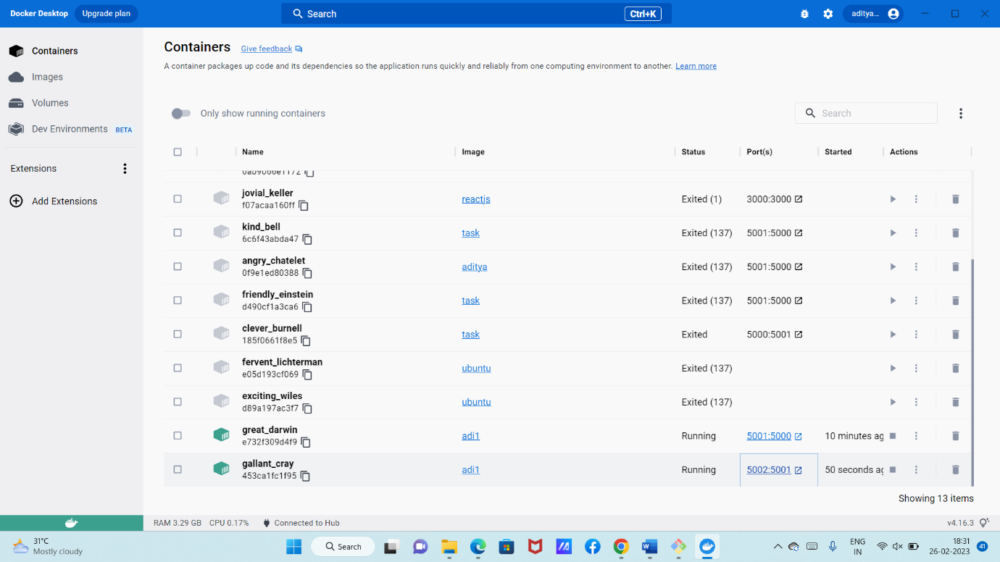 Docker Desktop Upgrade plan Search Ctrl+K aditya...
Containers
Images
Volumes
Dev Environments BETA
Extensions
Add Extensions
Containers Give feedback
A container packages up code and its dependencies so the application runs quickly and reliably from one computing environment to another. Learn more
Only show running containers Search
Name Image Status Port(s) Started Actions
0ab9066e1172
jovial_keller
f07acaa160ff reactjs Exited (1) 3000:3000
kind_bell
6c6f43abda47 task Exited (137) 5001:5000
angry_chatelet
0f9e1ed80388 aditya Exited (137) 5001:5000
friendly_einstein
d490cf1a3ca6 task Exited (137) 5001:5000
clever_burnell
185f0661f8e5 task Exited 5000:5001
fervent_lichterman
e05d193cf069 ubuntu Exited (137)
exciting_wiles
d89a197ac3f7 ubuntu Exited (137)
great_darwin
e732f309d4f9 adi1 Running 5001:5000 10 minutes ag
gallant_cray
453ca1fc1f95 adi1 Running 5002:5001 50 seconds ag
Showing 13 items
RAM 3.29 GB CPU 0.17% Connected to Hub v4.16.3
31°C
Mostly cloudy
Search
ENG
IN
18:31
26-02-2023
41